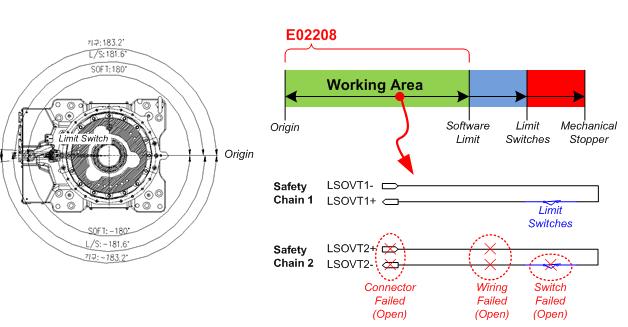 기구: 183.2°
L/S: 181.6°
SOFT: 180°
Limit Switch
Origin
SOFT: -180°
L/S: -181.6°
기구: -183.2°
E02208
Working Area
Origin
Software
Limit
Limit
Switches
Mechanical
Stopper
Safety
Chain 1
LSOVT1-
LSOVT1+
Limit
Switches
Safety
Chain 2
LSOVT2+
LSOVT2-
Connector
Failed
(Open)
Wiring
Failed
(Open)
Switch
Failed
(Open)